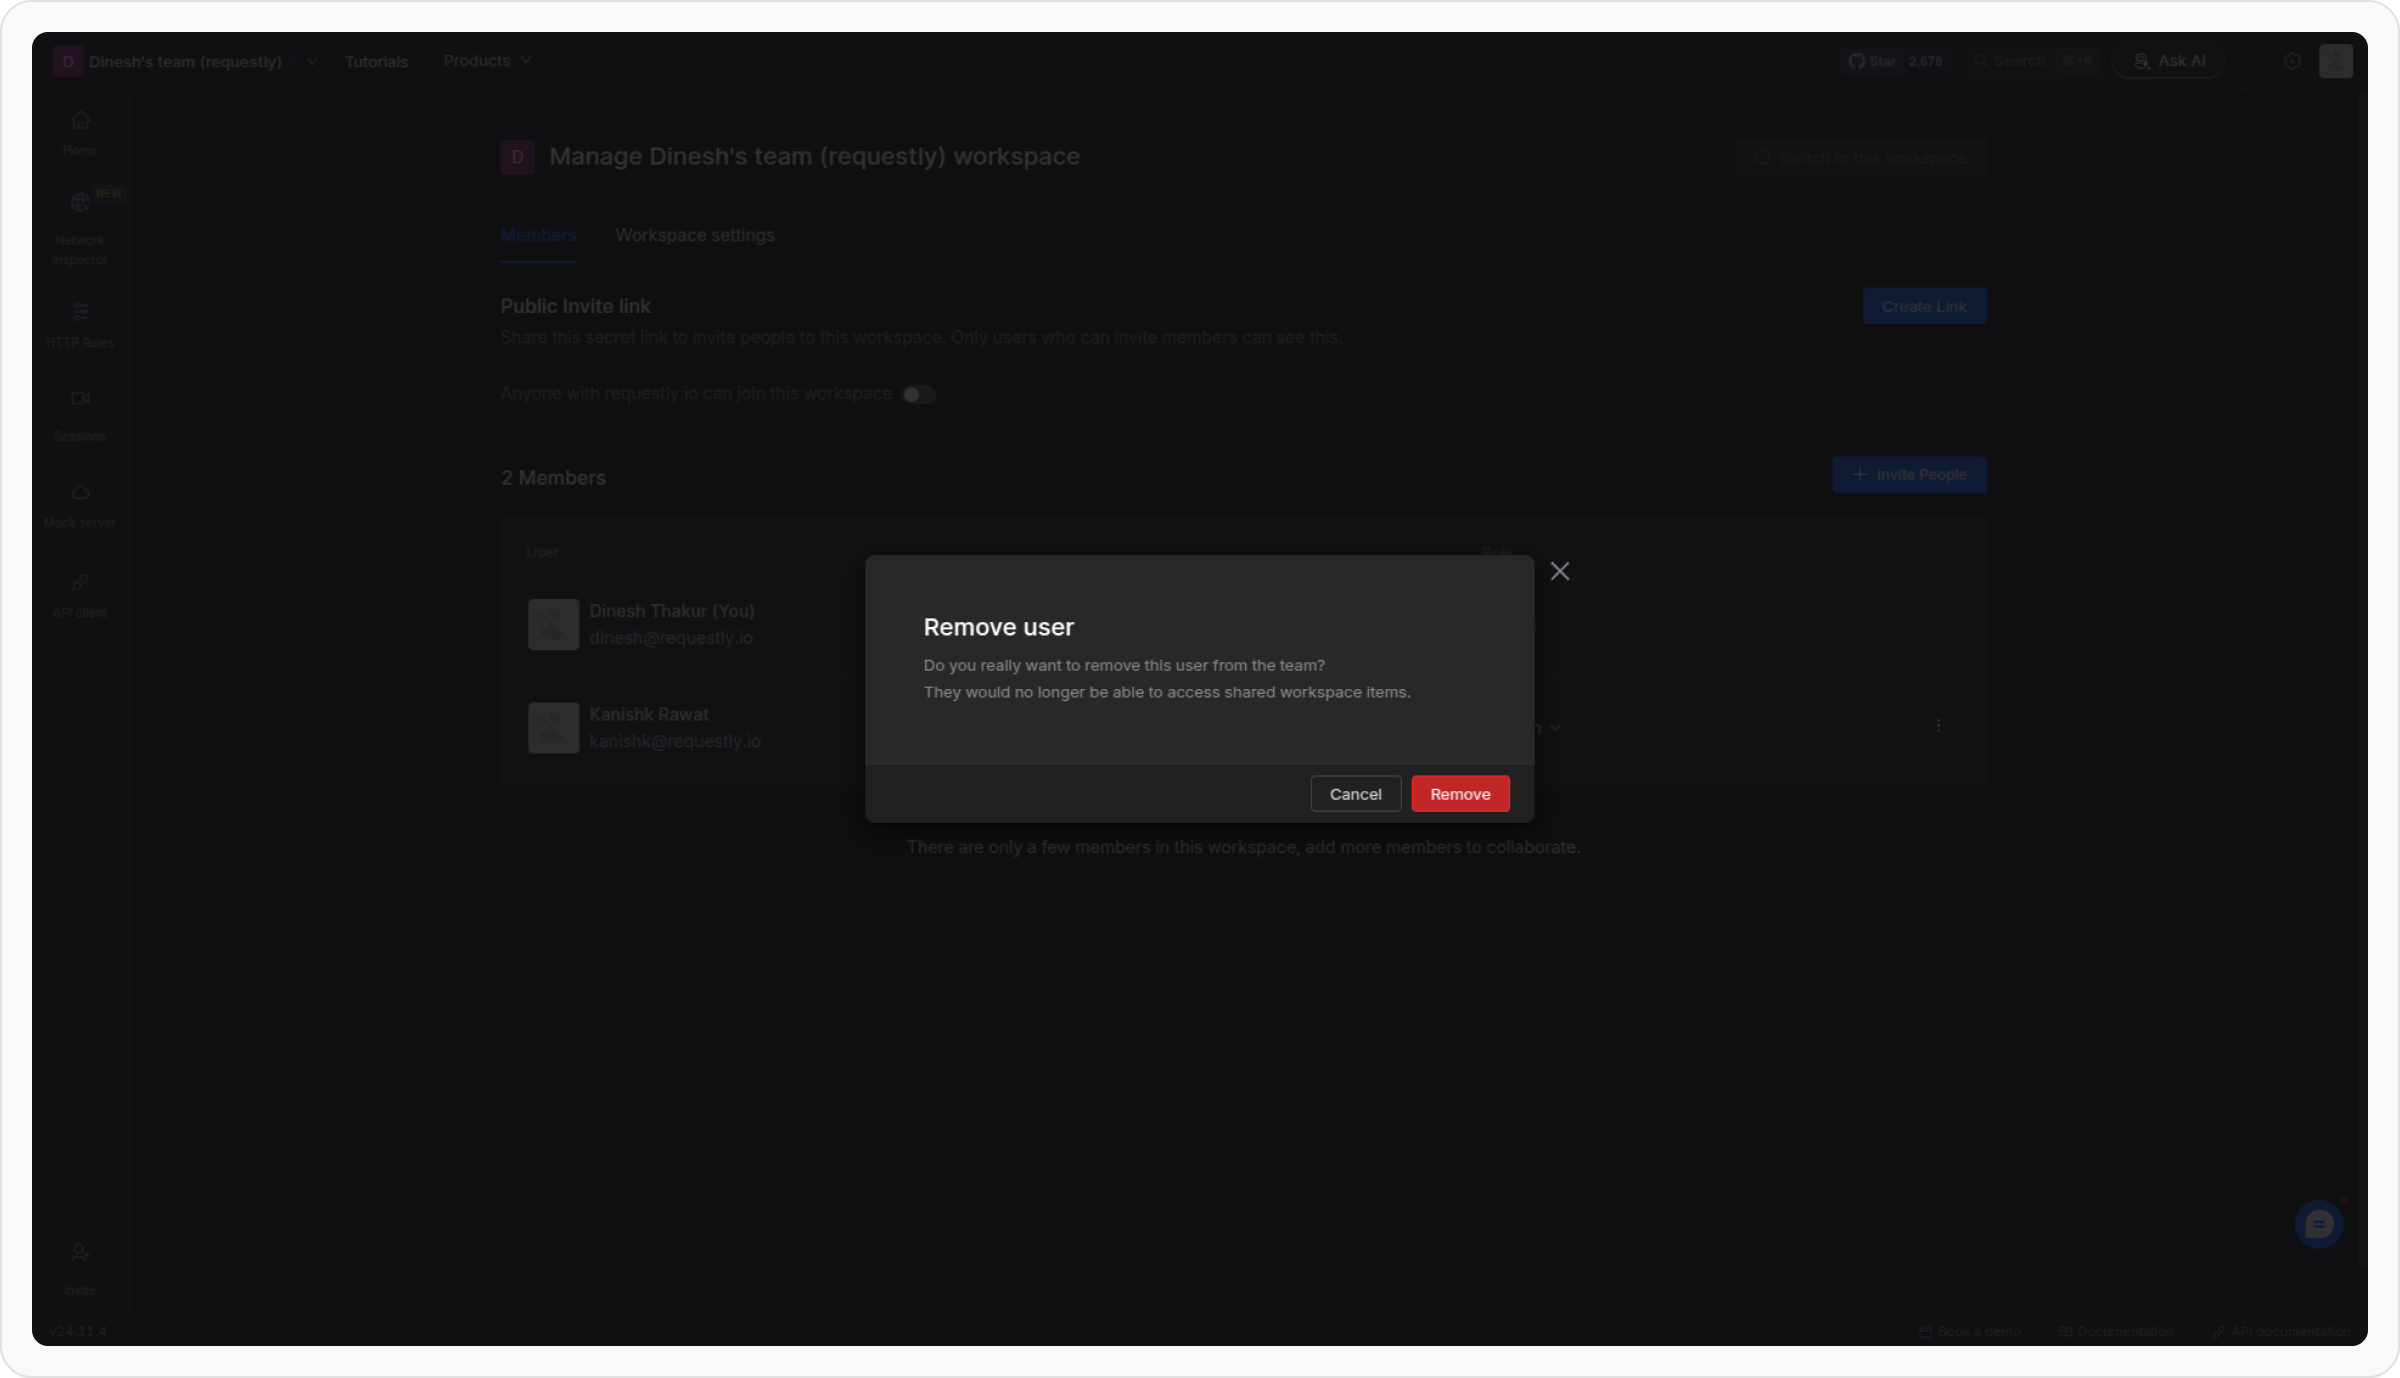 D Dinesh's team (requestly) Tutorials Products Star 2,678 Search ⌘+K Ask AI
Home
NEW
Network
Inspector
HTTP Rules
Sessions
Mock server
API client
Invite
v24.11.4
D Manage Dinesh's team (requestly) workspace Switch to this workspace
Members Workspace settings
Public Invite link Create Link
Share this secret link to invite people to this workspace. Only users who can invite members can see this.
Anyone with requestly.io can join this workspace
2 Members + Invite People
User Role
Dinesh Thakur (You)
dinesh@requestly.io
Kanishk Rawat
kanishk@requestly.io
Remove user
Do you really want to remove this user from the team?
They would no longer be able to access shared workspace items.
Cancel Remove
There are only a few members in this workspace, add more members to collaborate.
Book a demo Documentation API documentation